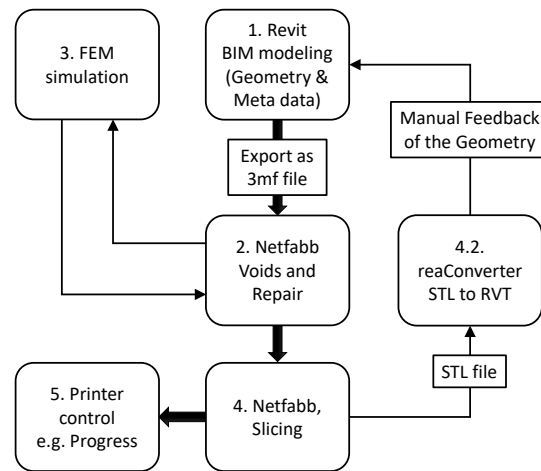 3. FEM
simulation
1. Revit
BIM modeling
(Geometry &
Meta data)
Manual Feedback
of the Geometry
Export as
3mf file
2. Netfabb
Voids and
Repair
4.2.
reaConverter
STL to RVT
STL file
5. Printer
control
e.g. Progress
4. Netfabb,
Slicing